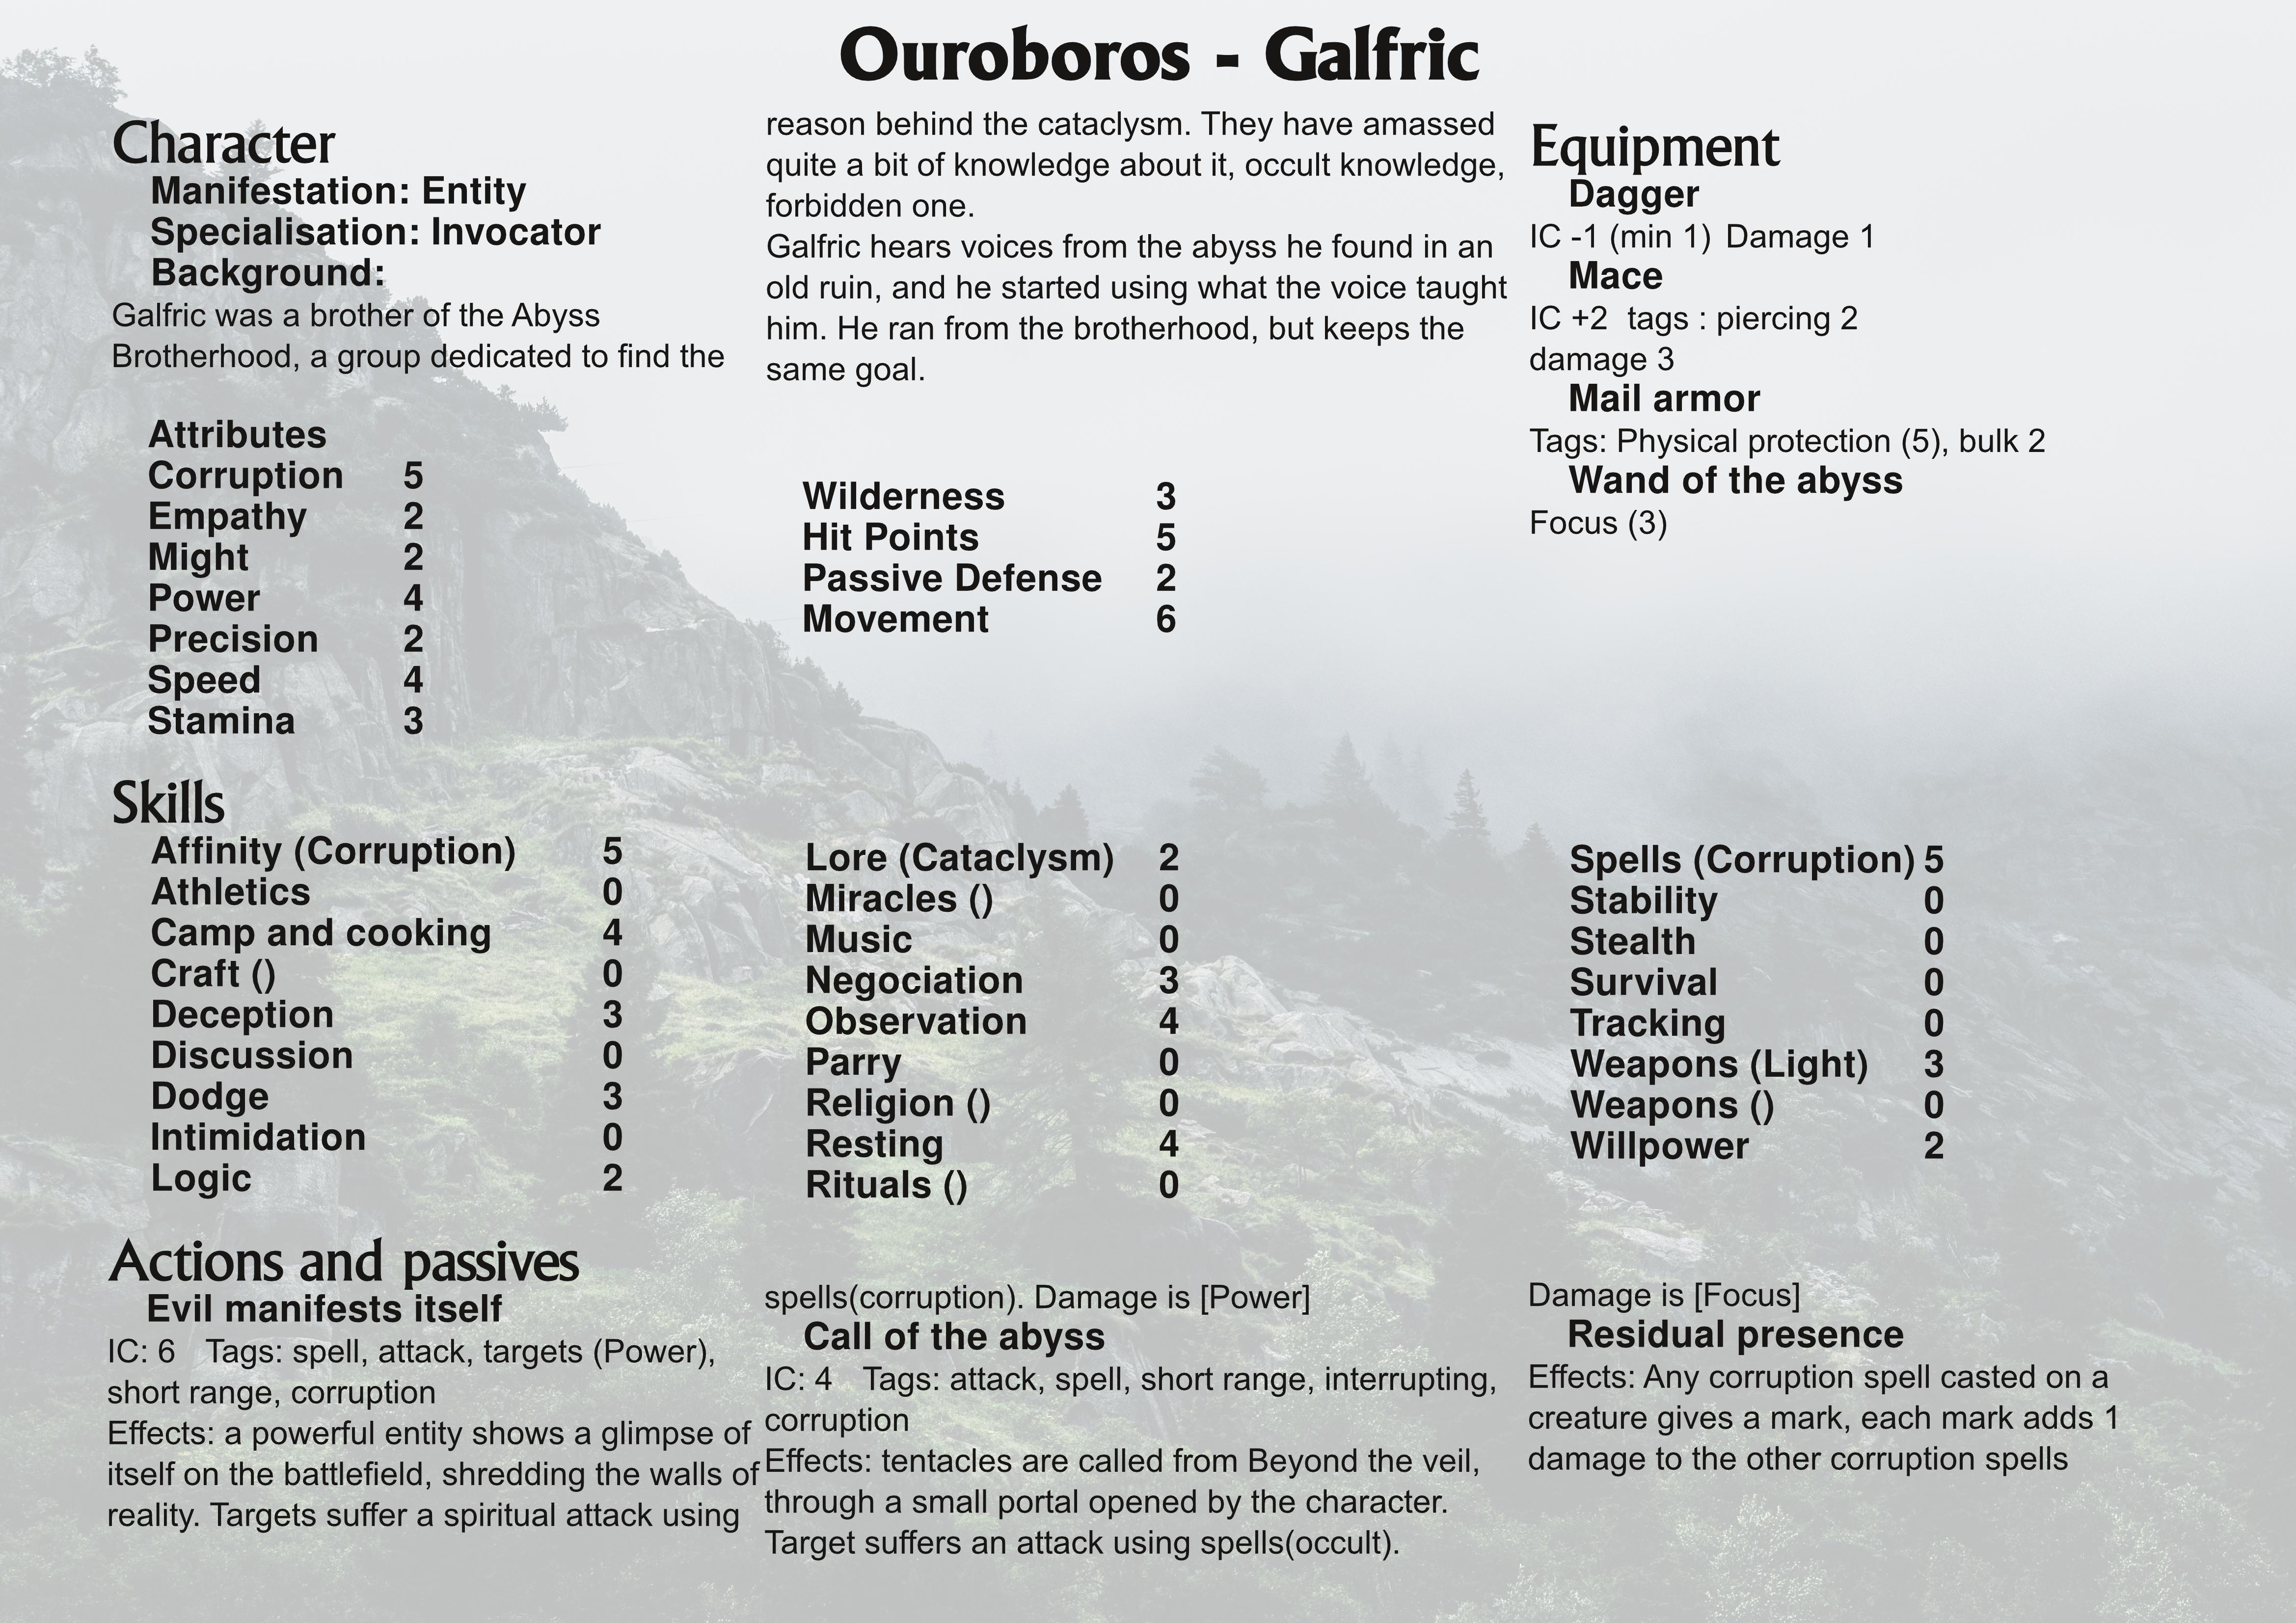 Ouroboros - Galfric
Character
Manifestation: Entity
Specialisation: Invocator
Background:
Galfric was a brother of the Abyss
Brotherhood, a group dedicated to find the
reason behind the cataclysm. They have amassed
quite a bit of knowledge about it, occult knowledge,
forbidden one.
Galfric hears voices from the abyss he found in an
old ruin, and he started using what the voice taught
him. He ran from the brotherhood, but keeps the
same goal.
Attributes
Corruption 5
Empathy 2
Might 2
Power 4
Precision 2
Speed 4
Stamina 3
Wilderness 3
Hit Points 5
Passive Defense 2
Movement 6
Equipment
Dagger
IC -1 (min 1) Damage 1
Mace
IC +2 tags : piercing 2
damage 3
Mail armor
Tags: Physical protection (5), bulk 2
Wand of the abyss
Focus (3)
Skills
Affinity (Corruption) 5
Athletics 0
Camp and cooking 4
Craft () 0
Deception 3
Discussion 0
Dodge 3
Intimidation 0
Logic 2
Lore (Cataclysm) 2
Miracles () 0
Music 0
Negociation 3
Observation 4
Parry 0
Religion () 0
Resting 4
Rituals () 0
Spells (Corruption) 5
Stability 0
Stealth 0
Survival 0
Tracking 0
Weapons (Light) 3
Weapons () 0
Willpower 2
Actions and passives
Evil manifests itself
IC: 6 Tags: spell, attack, targets (Power),
short range, corruption
Effects: a powerful entity shows a glimpse of
itself on the battlefield, shredding the walls of
reality. Targets suffer a spiritual attack using
spells(corruption). Damage is [Power]
Call of the abyss
IC: 4 Tags: attack, spell, short range, interrupting,
corruption
Effects: tentacles are called from Beyond the veil,
through a small portal opened by the character.
Target suffers an attack using spells(occult).
Damage is [Focus]
Residual presence
Effects: Any corruption spell casted on a
creature gives a mark, each mark adds 1
damage to the other corruption spells